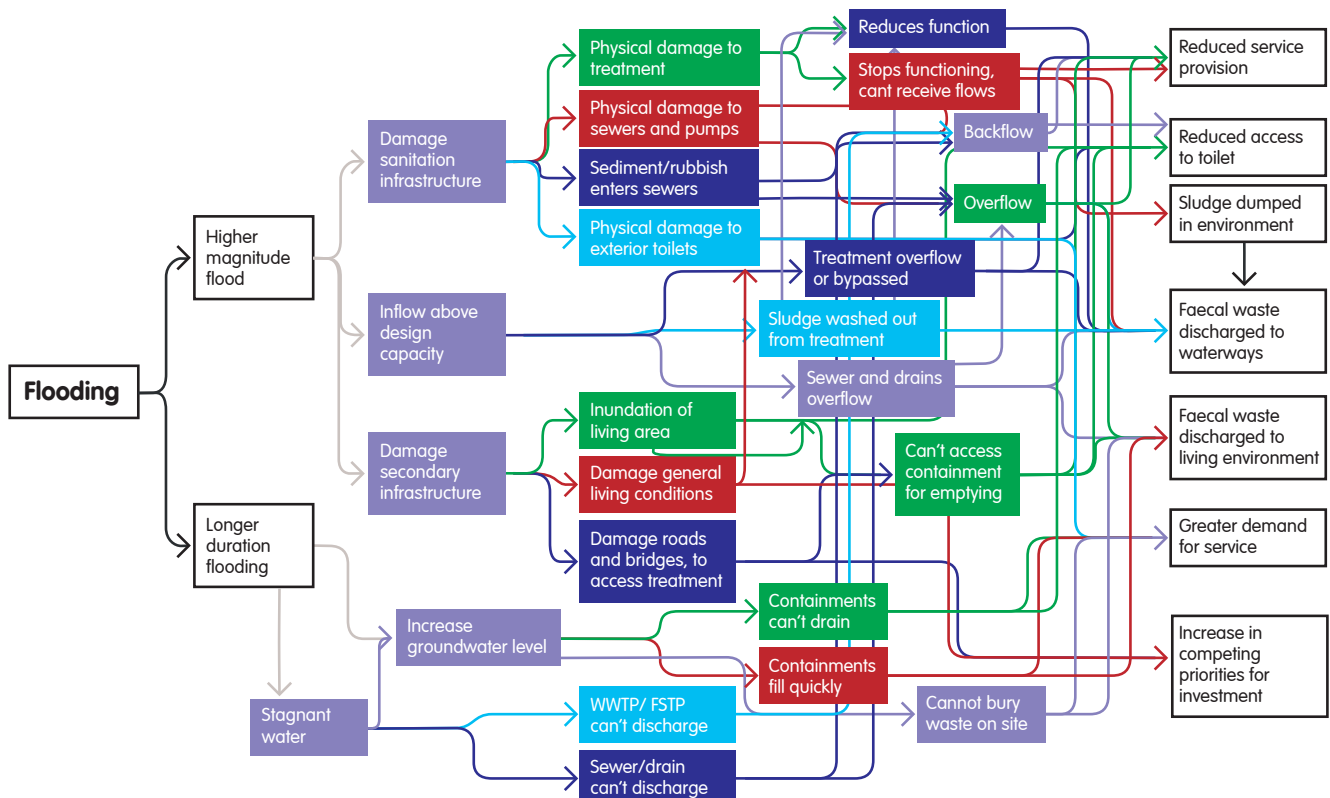 Flooding
Higher
magnitude
flood
Longer
duration
flooding
Damage
sanitation
infrastructure
Inflow above
design
capacity
Damage
secondary
infrastructure
Increase
groundwater level
Stagnant
water
Physical damage to
treatment
Physical damage to
sewers and pumps
Sediment/rubbish
enters sewers
Physical damage to
exterior toilets
Inundation of
living area
Damage general
living conditions
Damage roads
and bridges, to
access treatment
WWTP/ FSTP
can't discharge
Sewer/drain
can't discharge
Reduces function
Stops functioning,
cant receive flows
Backflow
Overflow
Treatment overflow
or bypassed
Sludge washed out
from treatment
Sewer and drains
overflow
Can't access
containment
for emptying
Containments
can't drain
Containments
fill quickly
Cannot bury
waste on site
Reduced service
provision
Reduced access
to toilet
Sludge dumped
in environment
Faecal waste
discharged to
waterways
Faecal waste
discharged to
living environment
Greater demand
for service
Increase in
competing
priorities for
investment